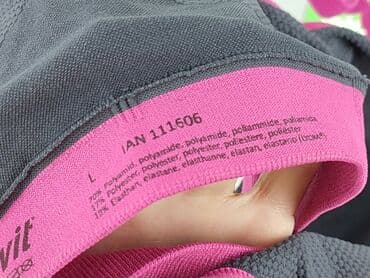 L IAN 111606
70% Polyamid, polyamide, polyamide, poliammide, poliamida
17% Polyester, polyester, polyester, poliestere, poliéster
13% Elasthan, elastane, elasthanne, elastan, elastano
vit